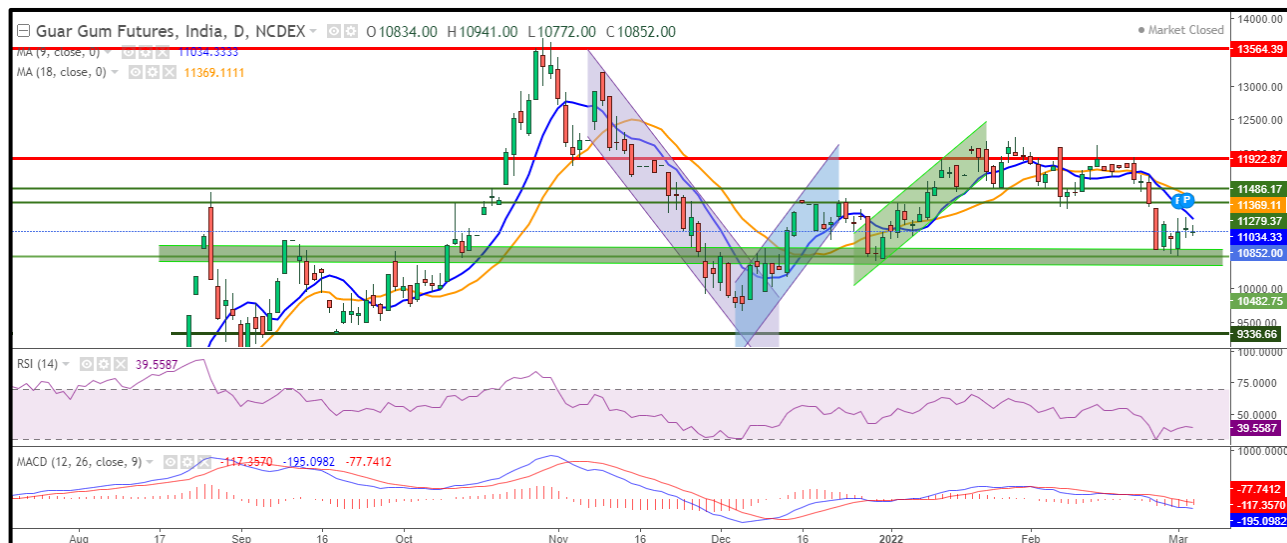 Guar Gum Futures, India, D, NCDEX O 10834.00 H 10941.00 L 10772.00 C 10852.00
Market Closed
MA (9, close, 0) 11034.3333
MA (18, close, 0) 11369.1111
14000.00
13564.39
13000.00
12500.00
11922.87
11486.17
11369.11
11279.37
11034.33
10852.00
10482.75
10000.00
9500.00
9336.66
f P
RSI (14) 39.5587
100.0000
75.0000
50.0000
39.5587
MACD (12, 26, close, 9) -117.3570 -195.0982 -77.7412
1000.0000
-77.7412
-117.3570
-195.0982
Aug 17 Sep 16 Oct Nov 16 Dec 16 2022 Feb Mar